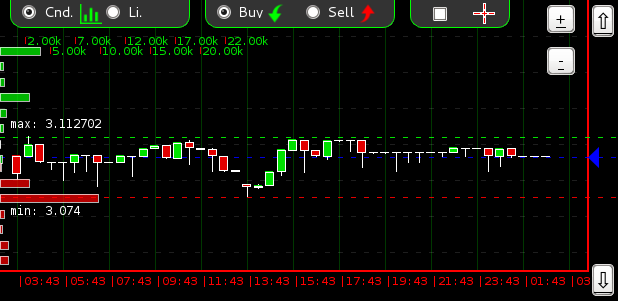 Cnd. Li. Buy Sell
+
2.00k 7.00k 12.00k 17.00k 22.00k
5.00k 10.00k 15.00k 20.00k
-
max: 3.112702
min: 3.074
|03:43 |05:43 |07:43 |09:43 |11:43 |13:43 |15:43 |17:43 |19:43 |21:43 |23:43 |01:43 |03